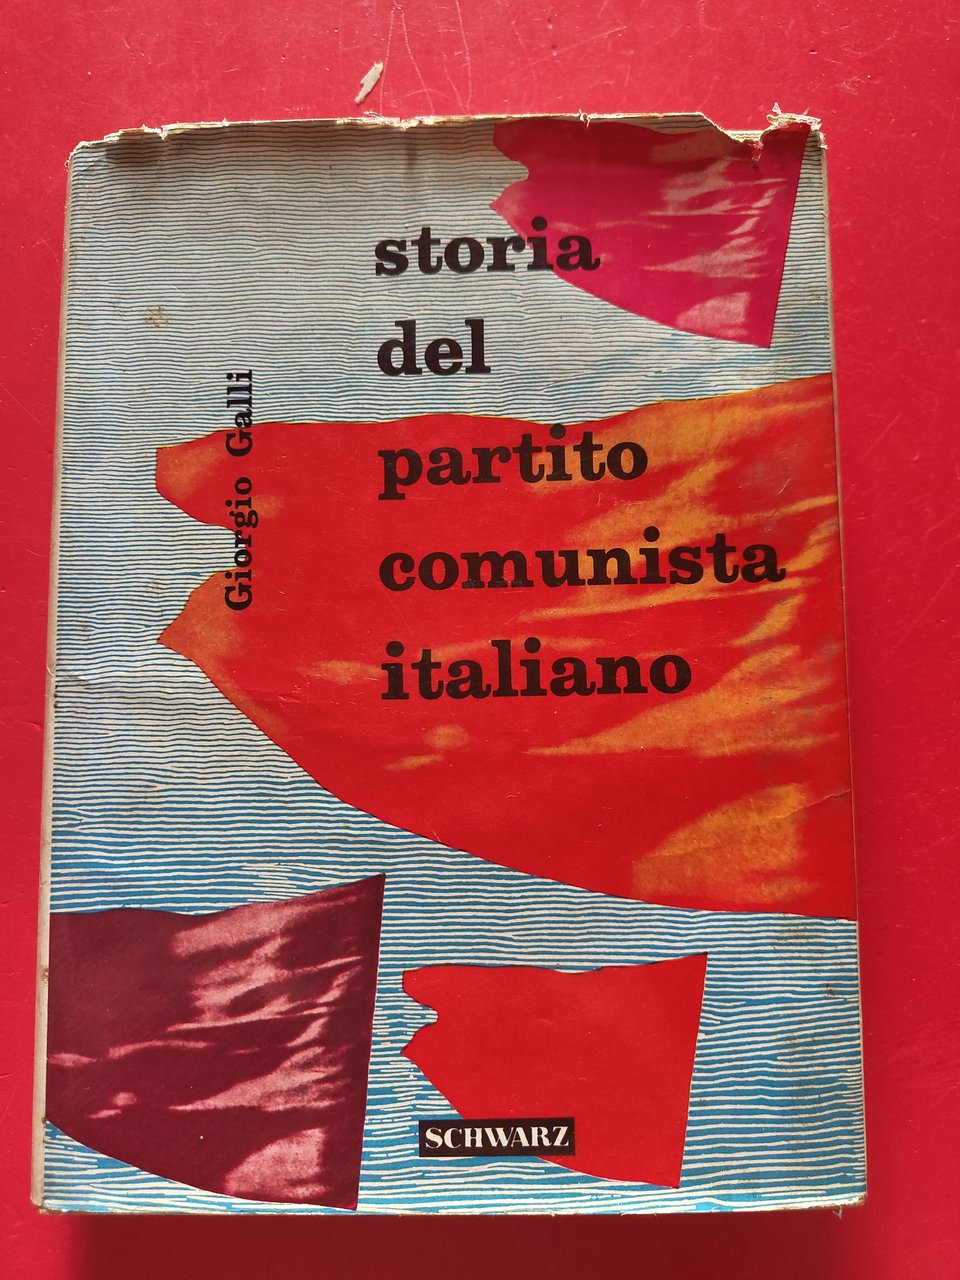 storia
del
partito
comunista
italiano
Giorgio Galli
SCHWARZ